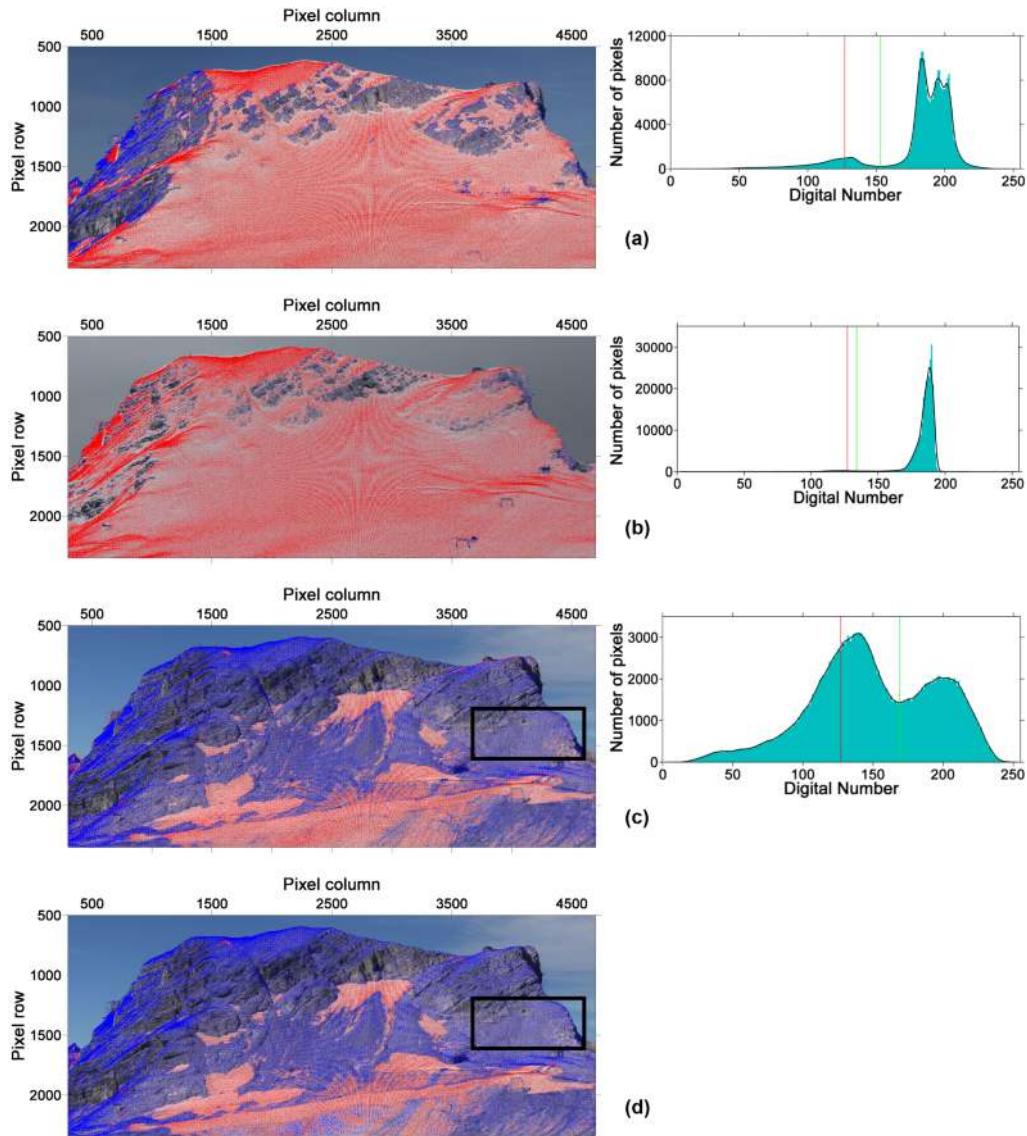 Pixel column
500 1500 2500 3500 4500
500
1000
1500
2000
Pixel row
12000
8000
4000
0
Number of pixels
0 50 100 150 200 250
Digital Number
(a)
Pixel column
500 1500 2500 3500 4500
500
1000
1500
2000
Pixel row
30000
20000
10000
0
Number of pixels
0 50 100 150 200 250
Digital Number
(b)
Pixel column
500 1500 2500 3500 4500
500
1000
1500
2000
Pixel row
3000
2000
1000
0
Number of pixels
0 50 100 150 200 250
Digital Number
(c)
Pixel column
500 1500 2500 3500 4500
500
1000
1500
2000
Pixel row
(d)